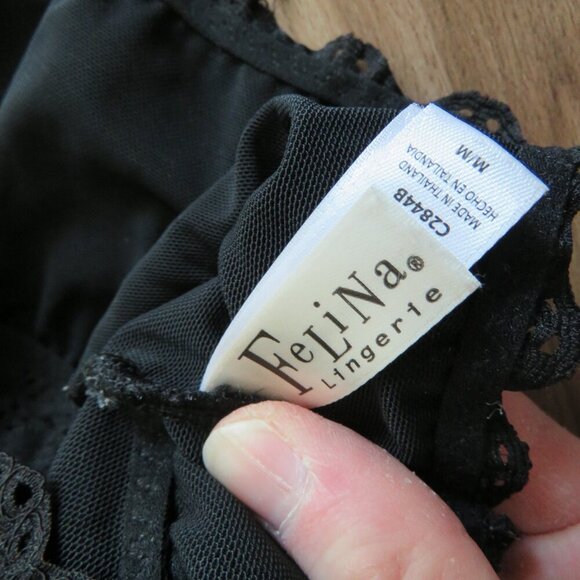 FeLiNa®
Lingerie
M/M
MADE IN THAILAND
HECHO EN TAILANDIA
C2844B